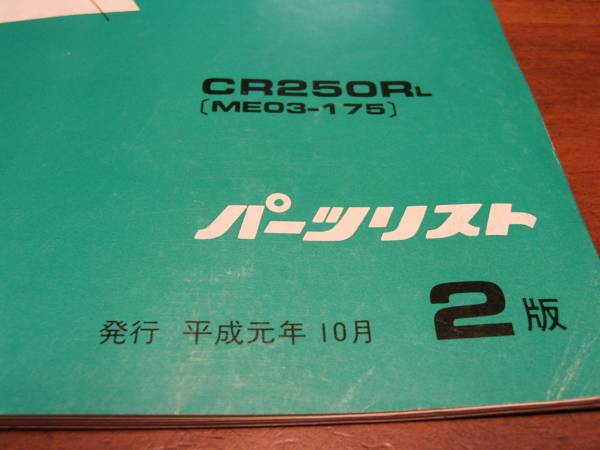 CR250RL
〔ME03-175〕
パーツリスト
発行 平成元年 10月 2版